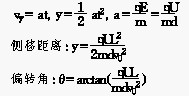 vᵧ = at, y = 1/2 at², a = qE/m = qU/md
侧移距离: y = qUL²/2mdv₀²
偏转角: θ = arctan(qUL/mdv₀²)